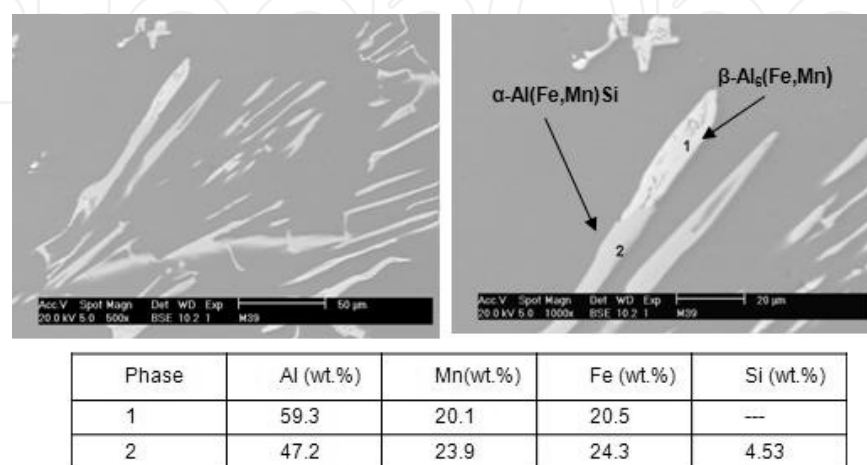 Acc.V Spot Magn Det WD Exp 50 µm
20.0 kV 5.0 500x BSE 10.2 1 M39
α-Al(Fe,Mn)Si
β-Al₆(Fe,Mn)
1
2
Acc.V Spot Magn Det WD Exp 20 µm
20.0 kV 5.0 1000x BSE 10.2 1 M39
Phase Al (wt.%) Mn(wt.%) Fe (wt.%) Si (wt.%)
1 59.3 20.1 20.5 ---
2 47.2 23.9 24.3 4.53